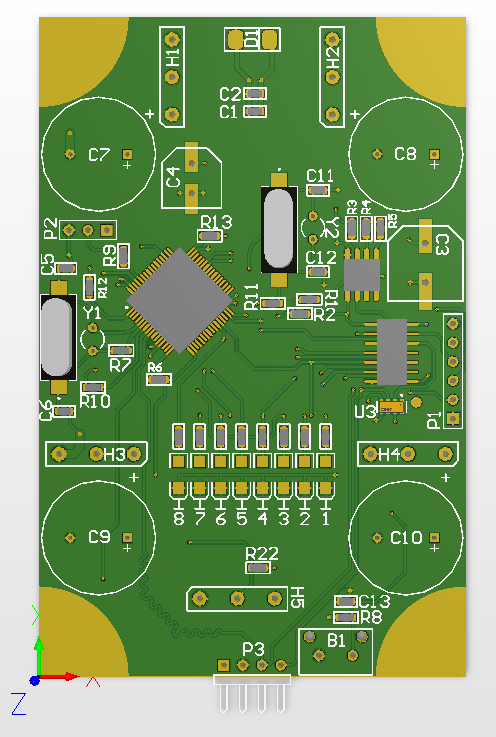 H1
D1
H2
C2
C1
+
+
C7
C8
+
+
C4
C11
R3
R4
R5
P2
R13
Y2
C3
R9
C5
C12
R12
R11
R1
R2
Y1
R7
R6
R10
C6
U3
P1
H3
H4
+
+
8
7
6
5
4
3
2
1
C9
C10
+
+
R22
H5
C13
R8
B1
P3
Y
X
Z